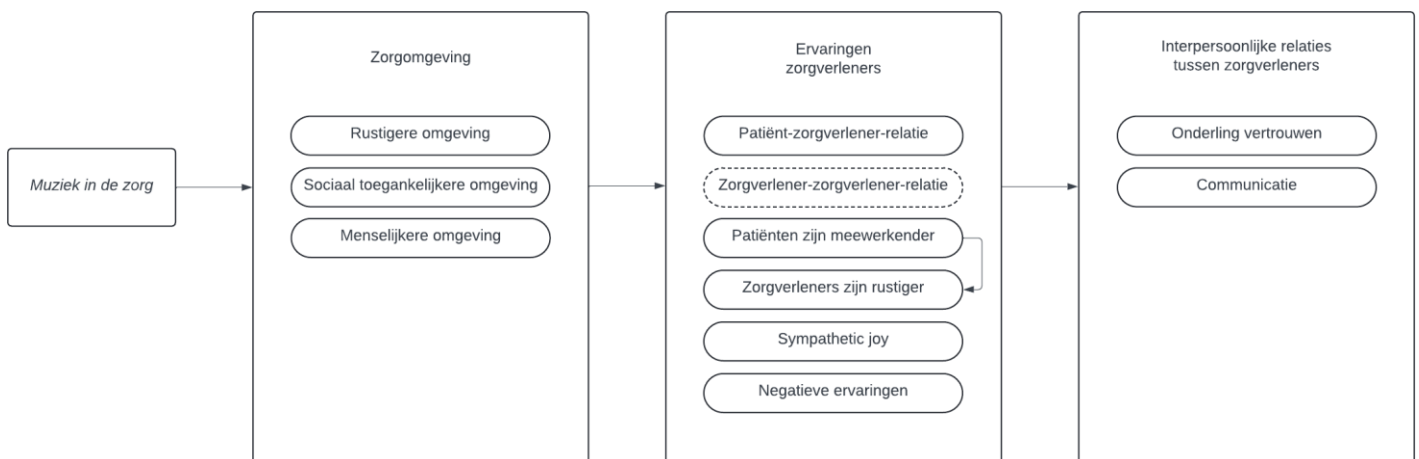 Muziek in de zorg
Zorgomgeving
Rustigere omgeving
Sociaal toegankelijkere omgeving
Menselijkere omgeving
Ervaringen
zorgverleners
Patiënt-zorgverlener-relatie
Zorgverlener-zorgverlener-relatie
Patiënten zijn meewerkender
Zorgverleners zijn rustiger
Sympathetic joy
Negatieve ervaringen
Interpersoonlijke relaties
tussen zorgverleners
Onderling vertrouwen
Communicatie